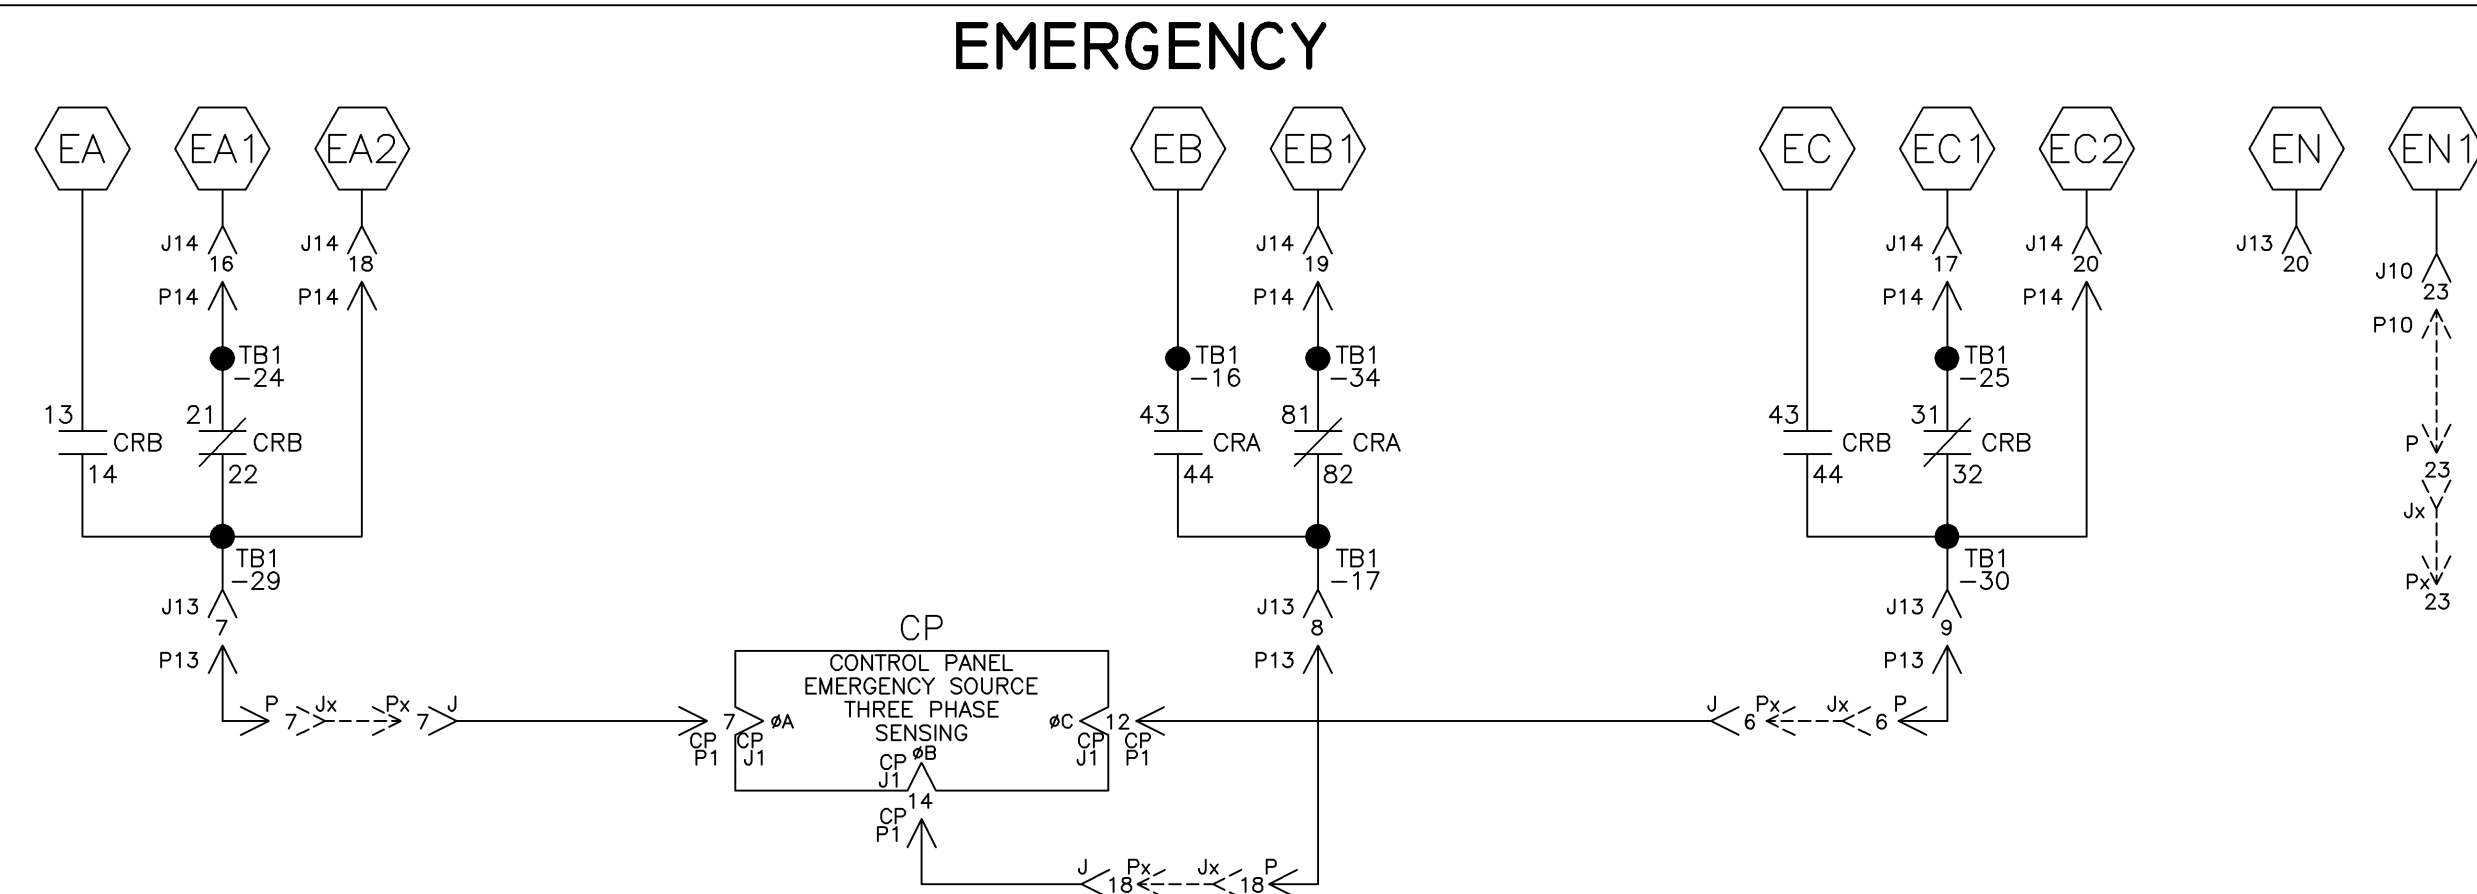 EMERGENCY
EA EA1 EA2 EB EB1 EC EC1 EC2 EN EN1
J14 J14 J14 J14 J14 J13
16 18 19 17 20 20
J10
23
P14 P14 P14 P14 P14
P10
TB1 TB1 TB1 TB1
-24 -16 -34 -25
13 21 43 81 43 31
CRB CRB CRA CRA CRB CRB P
14 22 44 82 44 32 23
Jx
TB1 TB1 TB1
-29 -17 -30
Px
23
J13 J13 J13
7 8 9
CP
P13 P13 P13
CONTROL PANEL
EMERGENCY SOURCE
THREE PHASE
SENSING
P 7 Jx Px 7 J 7 øA øC 12 J 6 Px Jx 6 P
CP CP CP CP
P1 J1 J1 P1
øB
CP
J1
14
CP
P1
J 18 Px Jx 18 P